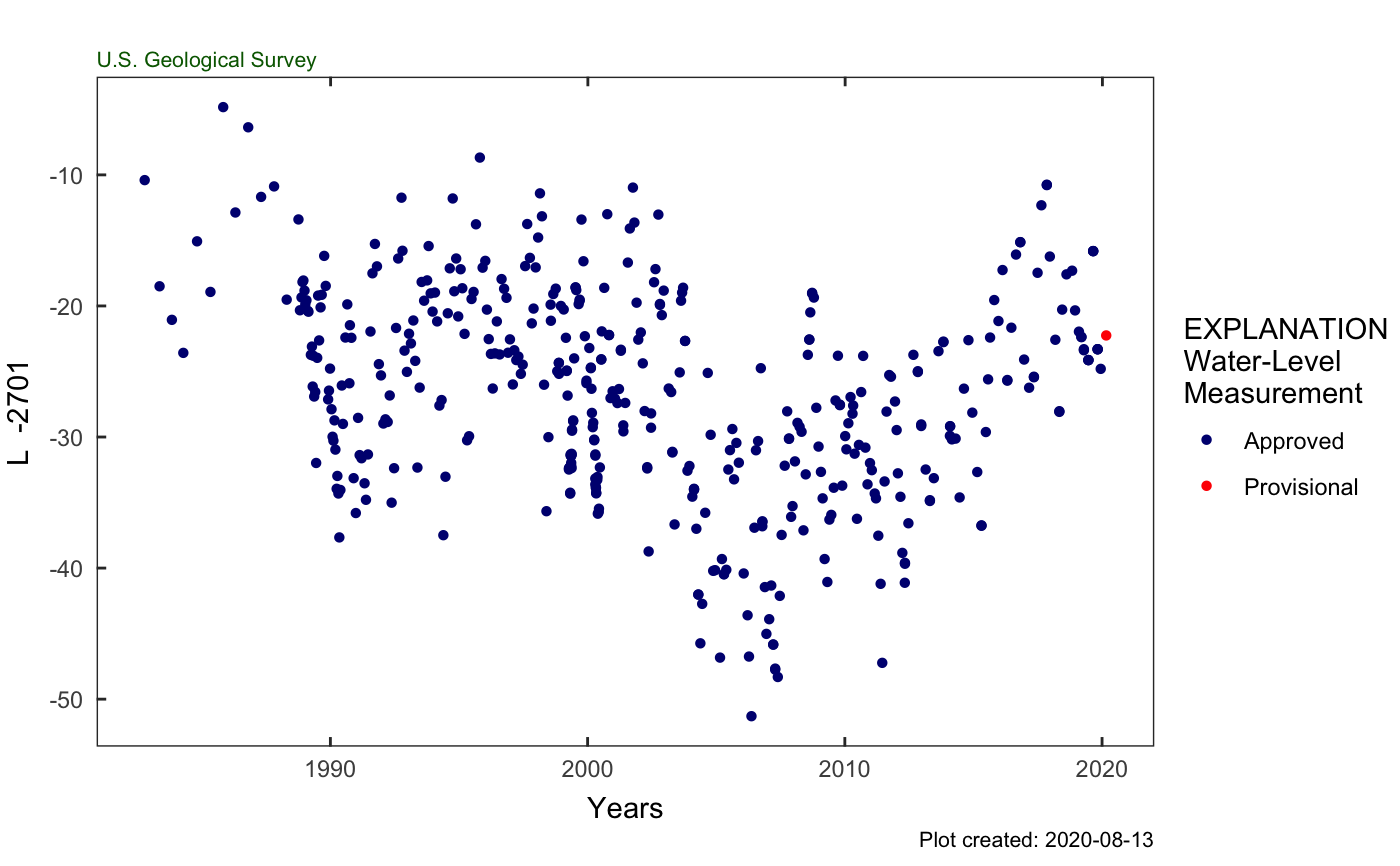 U.S. Geological Survey
L -2701
-10
-20
-30
-40
-50
1990
2000
2010
2020
Years
EXPLANATION
Water-Level
Measurement
Approved
Provisional
Plot created: 2020-08-13